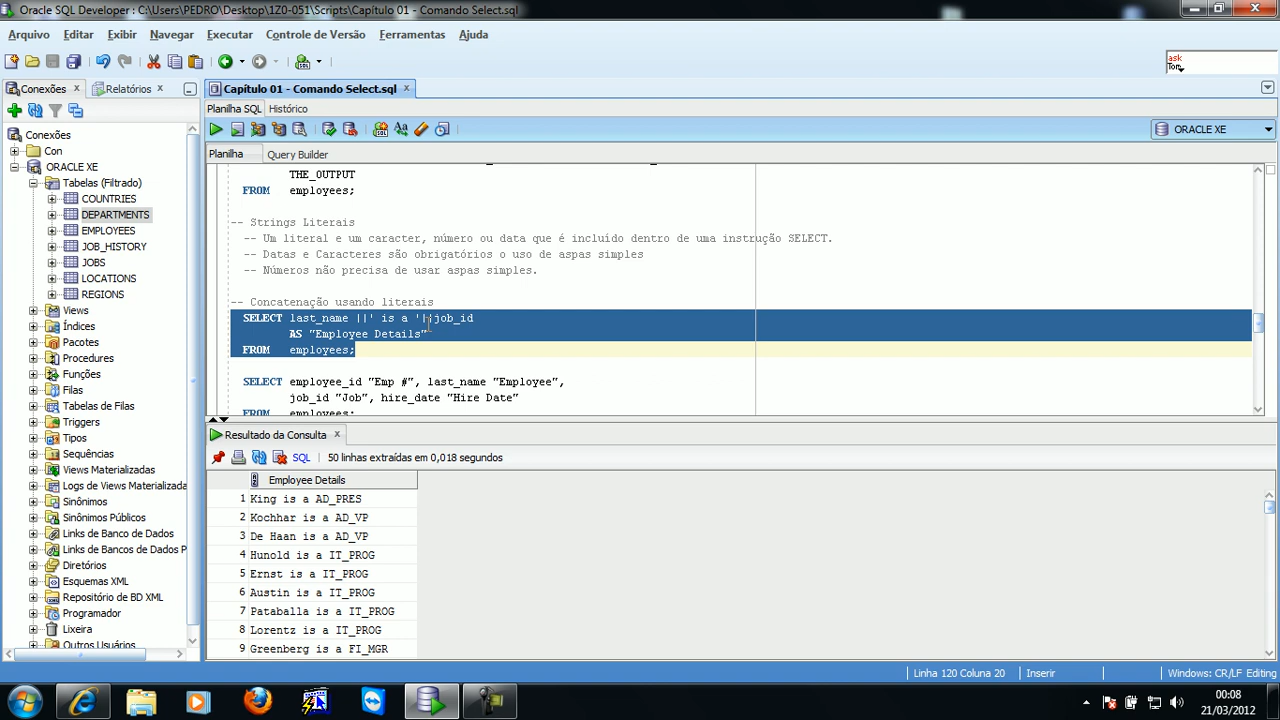 Oracle SQL Developer : C:\Users\PEDRO\Desktop\1Z0-051\Scripts\Capítulo 01 - Comando Select.sql
Arquivo Editar Exibir Navegar Executar Controle de Versão Ferramentas Ajuda
ask
Tom
Conexões Relatórios
Capítulo 01 - Comando Select.sql
Planilha SQL Histórico
ORACLE XE
Planilha Query Builder
Conexões
Con
ORACLE XE
Tabelas (Filtrado)
COUNTRIES
DEPARTMENTS
EMPLOYEES
JOB_HISTORY
JOBS
LOCATIONS
REGIONS
Views
Índices
Pacotes
Procedures
Funções
Filas
Tabelas de Filas
Triggers
Tipos
Sequências
Views Materializadas
Logs de Views Materializada
Sinônimos
Sinônimos Públicos
Links de Banco de Dados
Links de Bancos de Dados P
Diretórios
Esquemas XML
Repositório de BD XML
Programador
Lixeira
Outros Usuários
THE_OUTPUT
FROM employees;
-- Strings Literais
-- Um literal e um caracter, número ou data que é incluído dentro de uma instrução SELECT.
-- Datas e Caracteres são obrigatórios o uso de aspas simples
-- Números não precisa de usar aspas simples.
-- Concatenação usando literais
SELECT last_name ||' is a '||job_id
AS "Employee Details"
FROM employees;
SELECT employee_id "Emp #", last_name "Employee",
job_id "Job", hire_date "Hire Date"
FROM employees;
Resultado da Consulta
SQL 50 linhas extraídas em 0,018 segundos
Employee Details
1 King is a AD_PRES
2 Kochhar is a AD_VP
3 De Haan is a AD_VP
4 Hunold is a IT_PROG
5 Ernst is a IT_PROG
6 Austin is a IT_PROG
7 Pataballa is a IT_PROG
8 Lorentz is a IT_PROG
9 Greenberg is a FI_MGR
Linha 120 Coluna 20 Inserir Windows: CR/LF Editing
00:08
21/03/2012